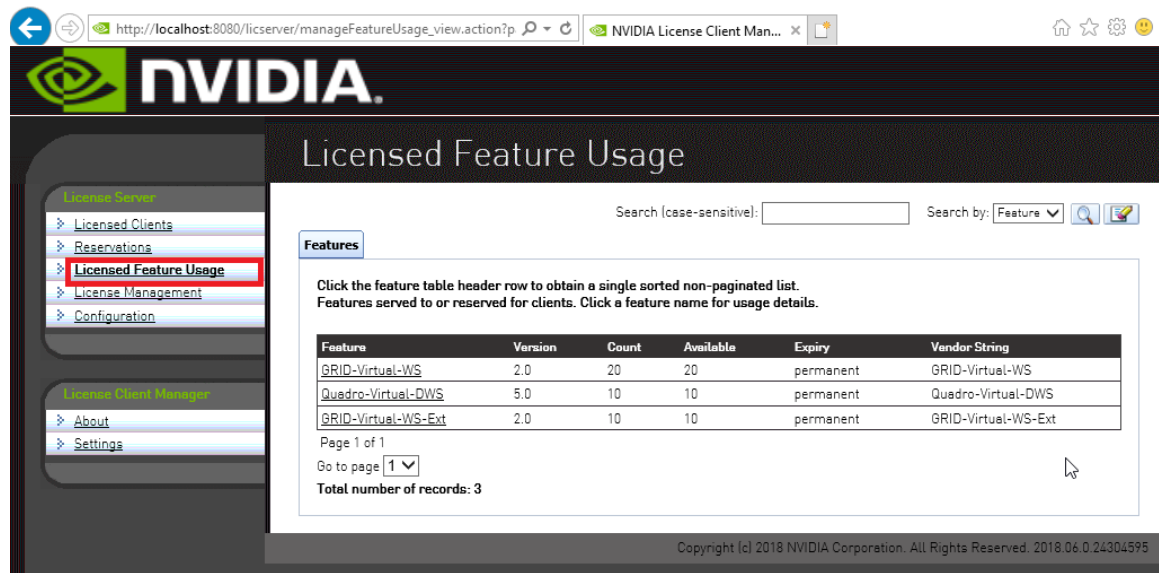 http://localhost:8080/licserver/manageFeatureUsage_view.action?p
NVIDIA License Client Man...
NVIDIA.
Licensed Feature Usage
License Server
Licensed Clients
Reservations
Licensed Feature Usage
License Management
Configuration
License Client Manager
About
Settings
Search (case-sensitive): Search by: Feature
Features
Click the feature table header row to obtain a single sorted non-paginated list.
Features served to or reserved for clients. Click a feature name for usage details.
Feature Version Count Available Expiry Vendor String
GRID-Virtual-WS 2.0 20 20 permanent GRID-Virtual-WS
Quadro-Virtual-DWS 5.0 10 10 permanent Quadro-Virtual-DWS
GRID-Virtual-WS-Ext 2.0 10 10 permanent GRID-Virtual-WS-Ext
Page 1 of 1
Go to page 1
Total number of records: 3
Copyright (c) 2018 NVIDIA Corporation. All Rights Reserved. 2018.06.0.24304595